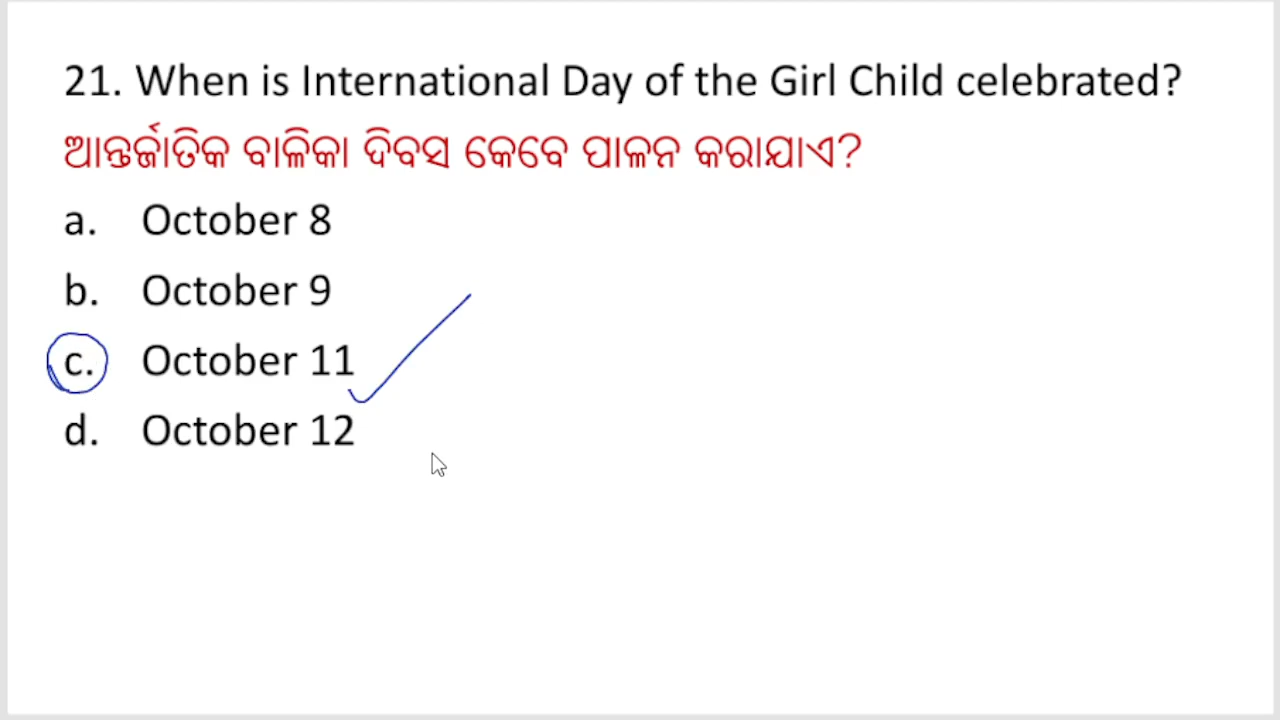 21. When is International Day of the Girl Child celebrated?
ଆନ୍ତର୍ଜାତିକ ବାଳିକା ଦିବସ କେବେ ପାଳନ କରାଯାଏ?
a. October 8
b. October 9
c. October 11
d. October 12